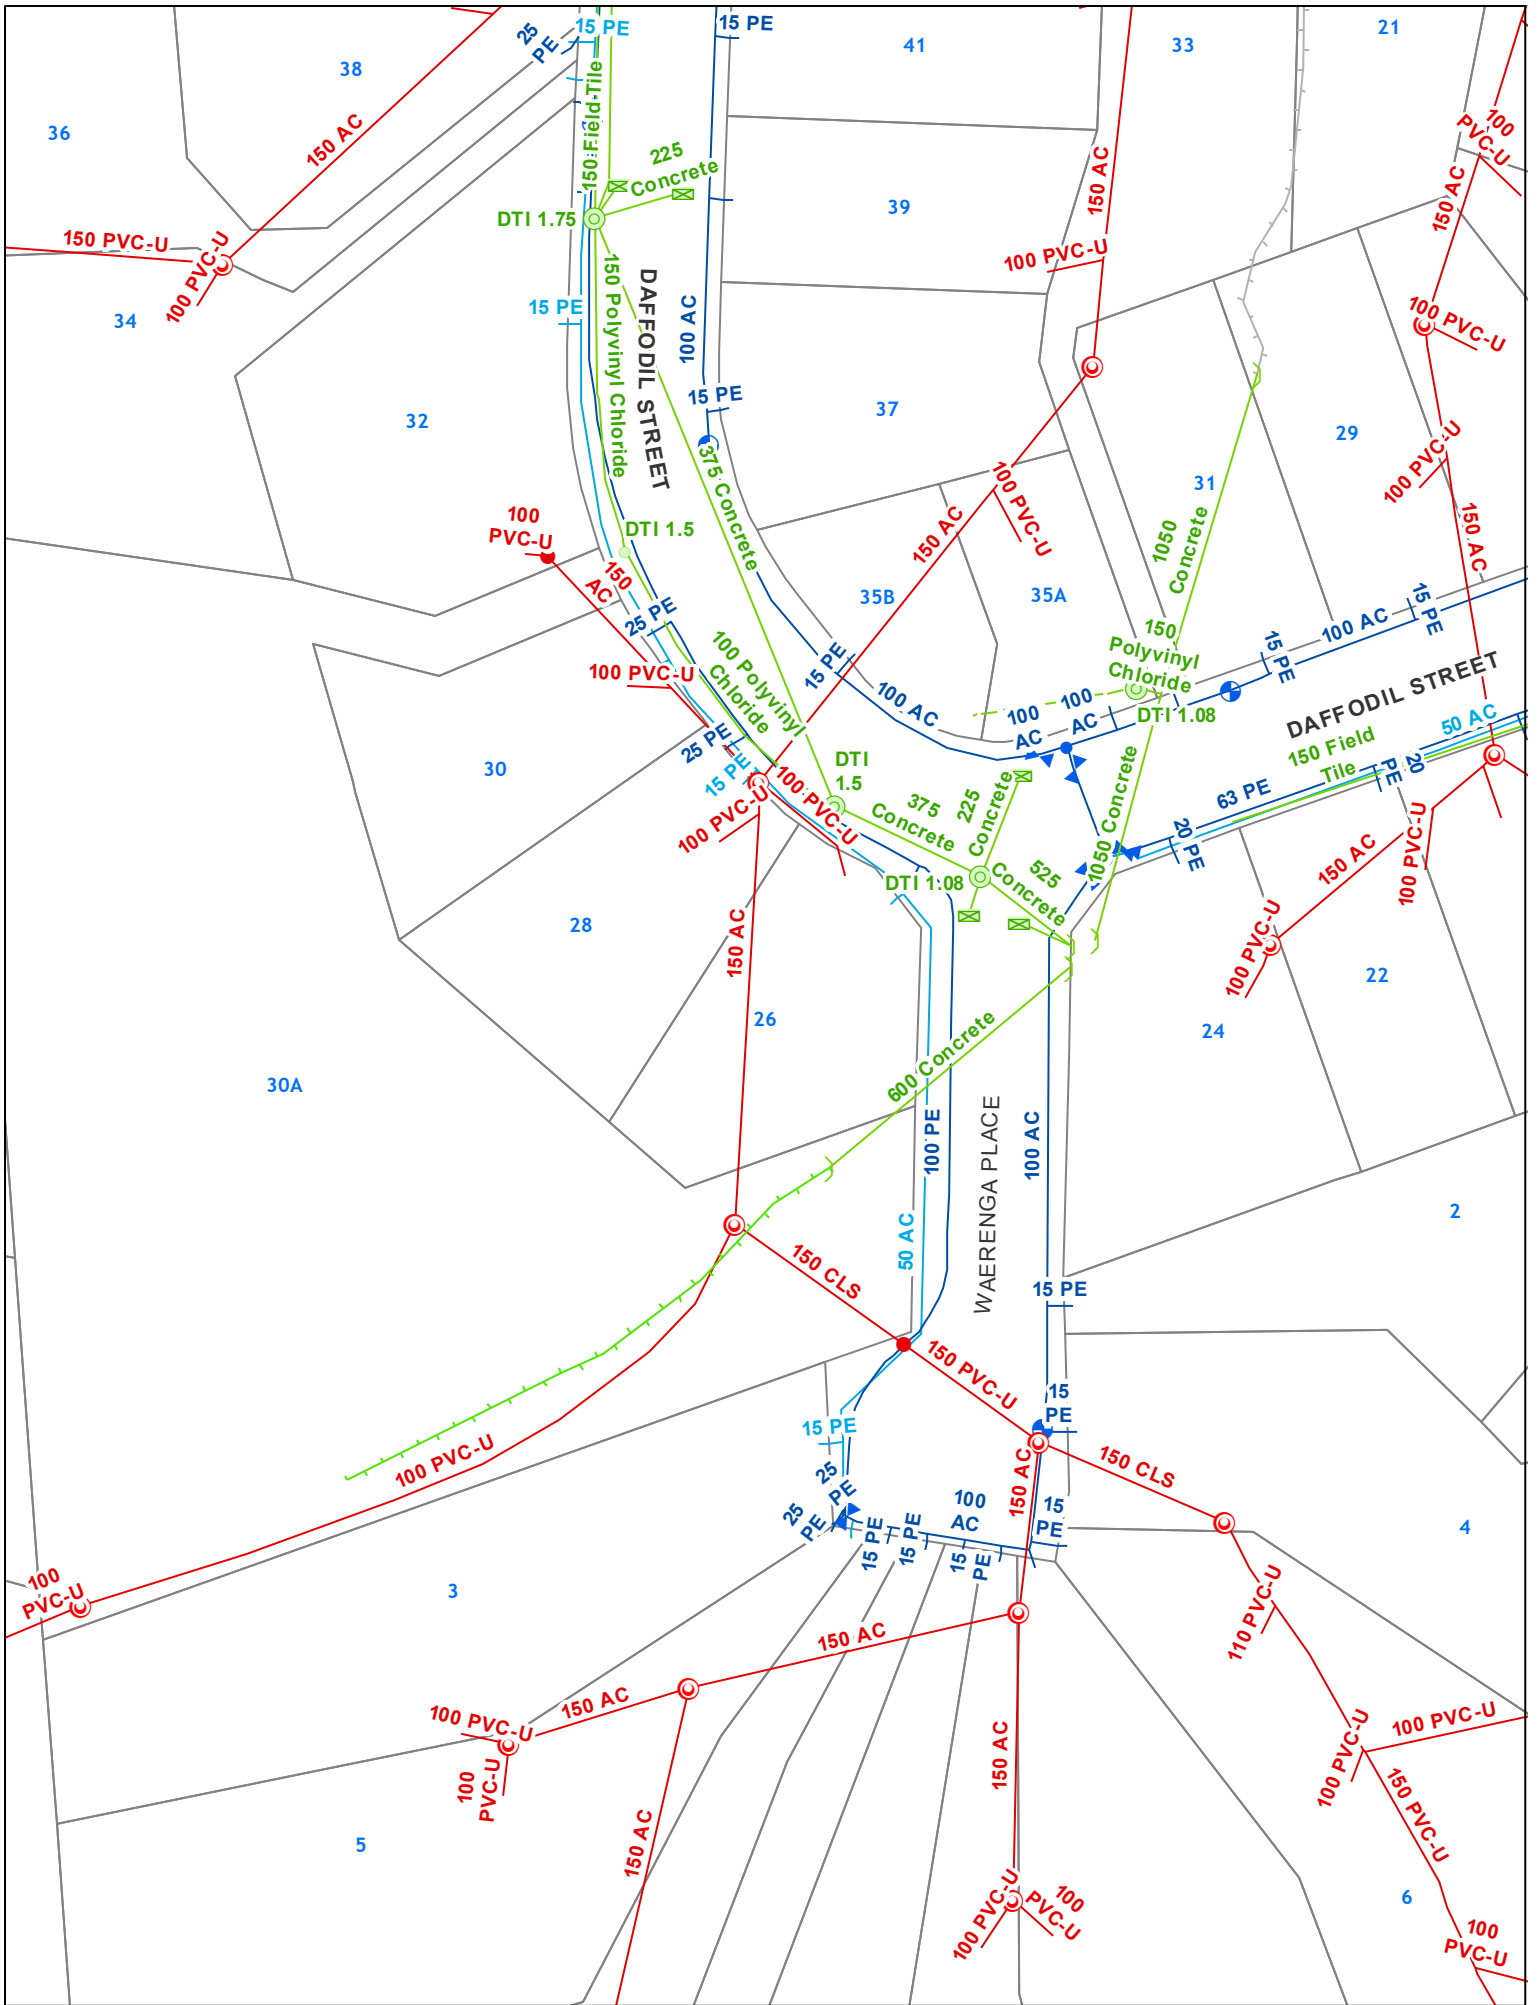 15 PE
25
PE
15 PE
41
33
21
38
36
150 AC
150 Field-Tile
225
Concrete
39
150 AC
100
PVC-U
150 AC
DTI 1.75
150 PVC-U
100 PVC-U
34
15 PE
150 Polyvinyl Chloride
DAFFODIL STREET
100 AC
100 PVC-U
100 PVC-U
15 PE
37
32
29
31
375 Concrete
100 PVC-U
100 PVC-U
150 AC
150 AC
100
PVC-U
DTI 1.5
1050
Concrete
150
AC
25 PE
35B
35A
15 PE
100 AC
15 PE
150
Polyvinyl
Chloride
100 Polyvinyl
Chloride
100 PVC-U
15 PE
100 AC
100
AC
100
AC
DTI 1.08
DAFFODIL STREET
50 AC
150 Field
Tile
20
PE
63 PE
25 PE
15 PE
30
DTI
1.5
100 PVC-U
100 PVC-U
375
Concrete
225
Concrete
1050 Concrete
20 PE
150 AC
100 PVC-U
DTI 1.08
525
Concrete
28
150 AC
100 PVC-U
22
26
24
600 Concrete
30A
100 PE
WAERENGA PLACE
100 AC
2
50 AC
150 CLS
15 PE
150 PVC-U
15
PE
15 PE
100 PVC-U
150 AC
150 CLS
25
PE
25
PE
100
AC
15
PE
15 PE
15 PE
15
PE
4
100
PVC-U
3
110 PVC-U
150 AC
150 AC
100 PVC-U
100
PVC-U
150 AC
100 PVC-U
100 PVC-U
150 PVC-U
5
150 AC
6
100 PVC-U
100
PVC-U
100
PVC-U